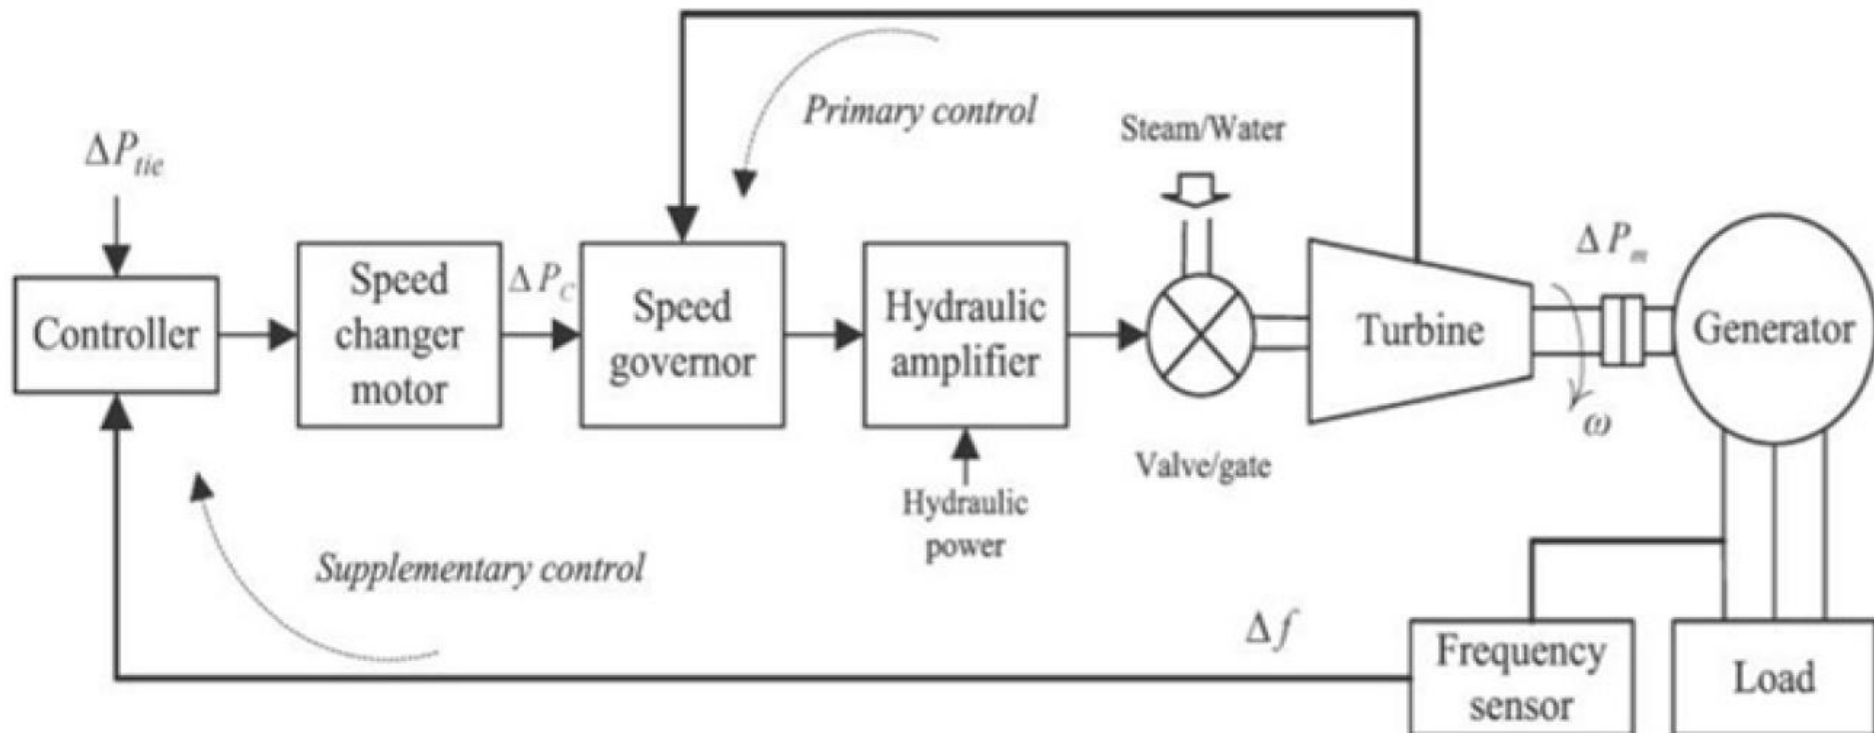 Primary control
Steam/Water
ΔP_tie
ΔP_m
Speed
changer
motor
ΔP_C
Speed
governor
Hydraulic
amplifier
Controller
Turbine
Generator
ω
Valve/gate
Hydraulic
power
Supplementary control
Δf
Frequency
sensor
Load